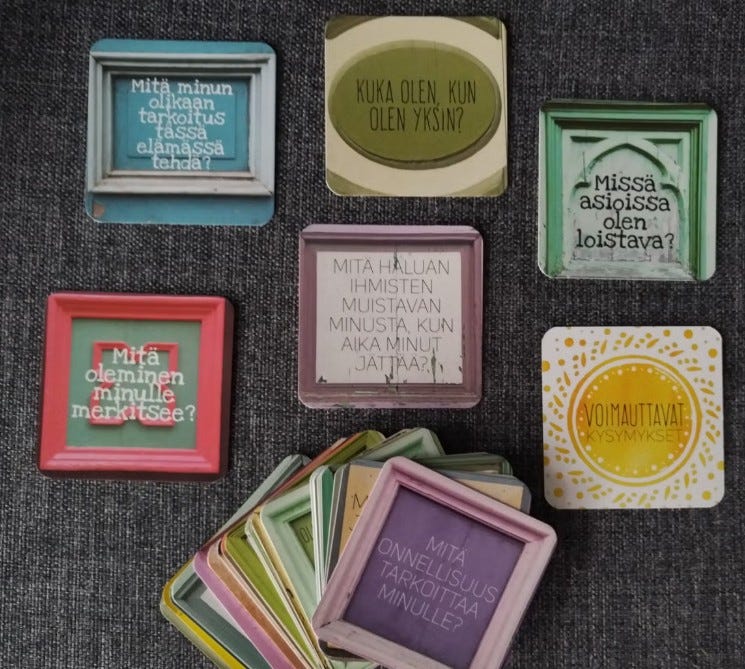 Mitä minun
olikaan
tarkoitus
tässä
elämässä
tehdä?
KUKA OLEN, KUN
OLEN YKSIN?
Missä
asioissa
olen
loistava?
MITÄ HALUAN
IHMISTEN
MUISTAVAN
MINUSTA, KUN
AIKA MINUT
JÄTTÄÄ?
Mitä
oleminen
minulle
merkitsee?
VOIMAUTTAVAT
KYSYMYKSET
MITÄ
ONNELLISUUS
TARKOITTAA
MINULLE?